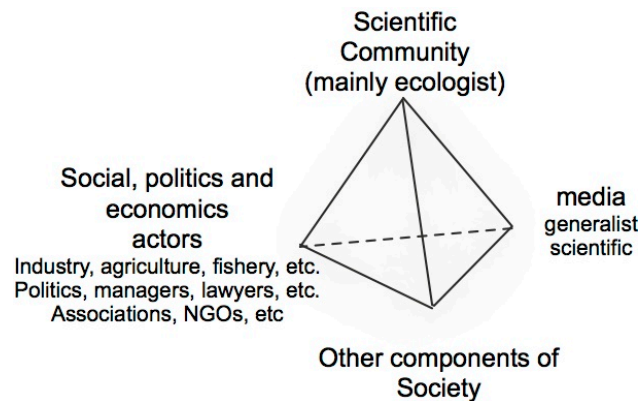 Scientific
Community
(mainly ecologist)
Social, politics and
economics
actors
Industry, agriculture, fishery, etc.
Politics, managers, lawyers, etc.
Associations, NGOs, etc
media
generalist
scientific
Other components of
Society